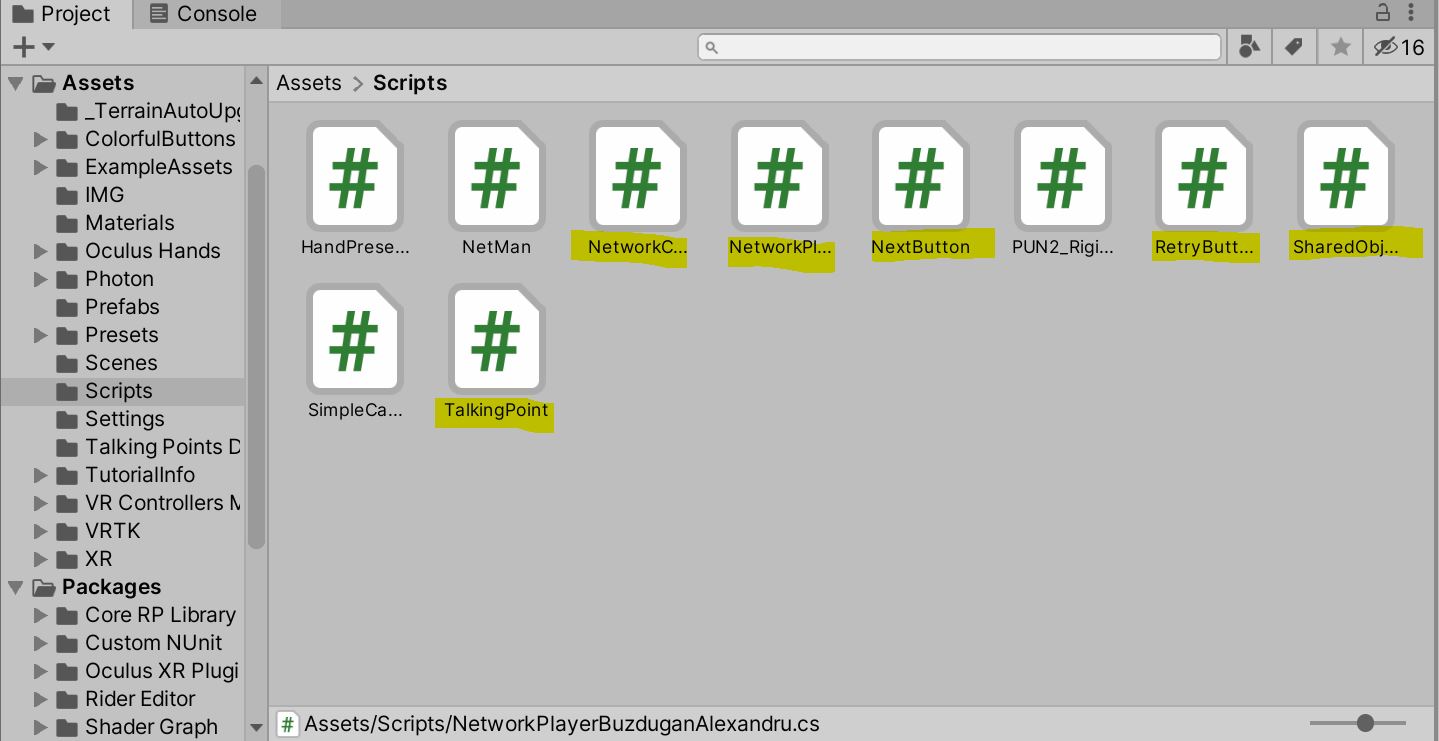 Project
Console
16
Assets
_TerrainAutoUpg
ColorfulButtons
ExampleAssets
IMG
Materials
Oculus Hands
Photon
Prefabs
Presets
Scenes
Scripts
Settings
Talking Points D
TutorialInfo
VR Controllers M
VRTK
XR
Packages
Core RP Library
Custom NUnit
Oculus XR Plugi
Rider Editor
Shader Graph
Assets > Scripts
HandPrese...
NetMan
NetworkC...
NetworkPl...
NextButton
PUN2_Rigi...
RetryButt...
SharedObj...
SimpleCa...
TalkingPoint
Assets/Scripts/NetworkPlayerBuzduganAlexandru.cs